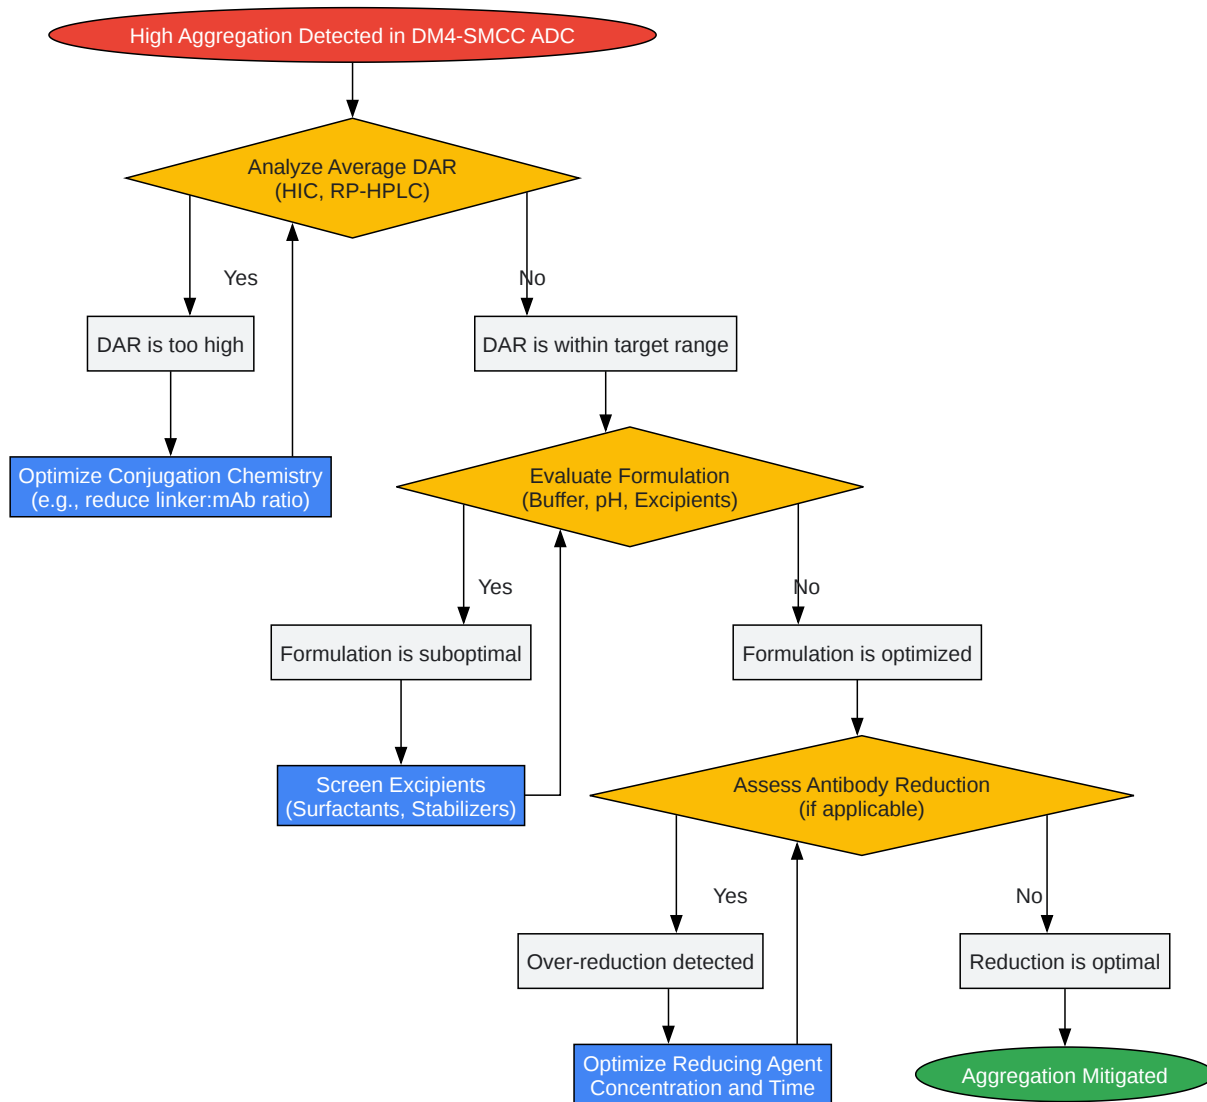 High Aggregation Detected in DM4-SMCC ADC
Analyze Average DAR
(HIC, RP-HPLC)
Yes
No
DAR is too high
DAR is within target range
Optimize Conjugation Chemistry
(e.g., reduce linker:mAb ratio)
Evaluate Formulation
(Buffer, pH, Excipients)
Yes
No
Formulation is suboptimal
Formulation is optimized
Screen Excipients
(Surfactants, Stabilizers)
Assess Antibody Reduction
(if applicable)
Yes
No
Over-reduction detected
Reduction is optimal
Optimize Reducing Agent
Concentration and Time
Aggregation Mitigated